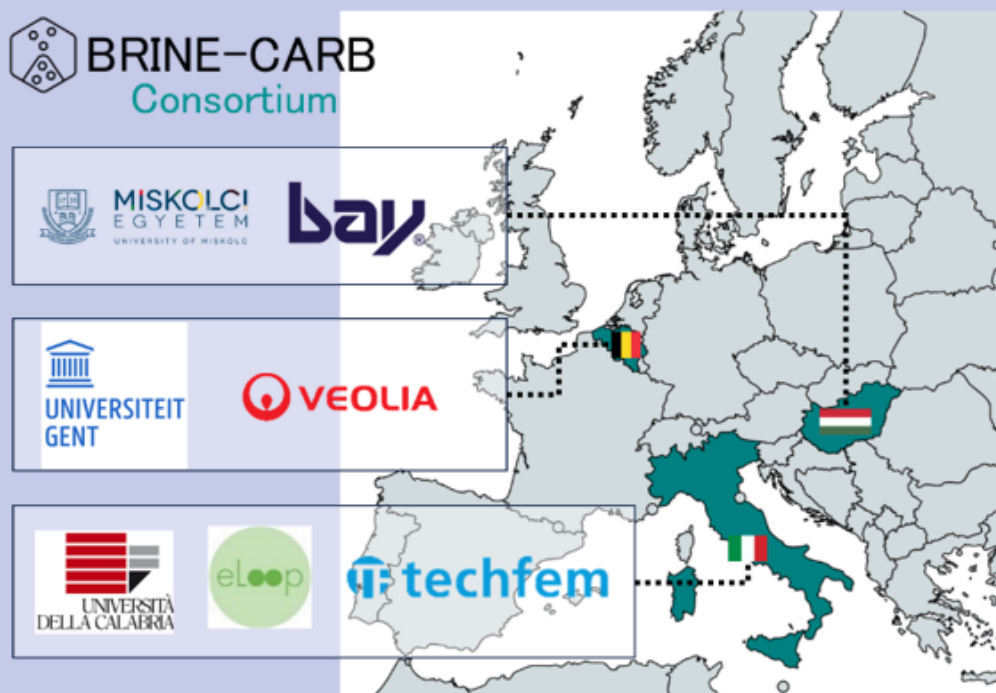 BRINE-CARB
Consortium
MISKOLCI
EGYETEM
UNIVERSITY OF MISKOLC
bay®
UNIVERSITEIT
GENT
VEOLIA
UNIVERSITÀ
DELLA CALABRIA
eLoop
techfem